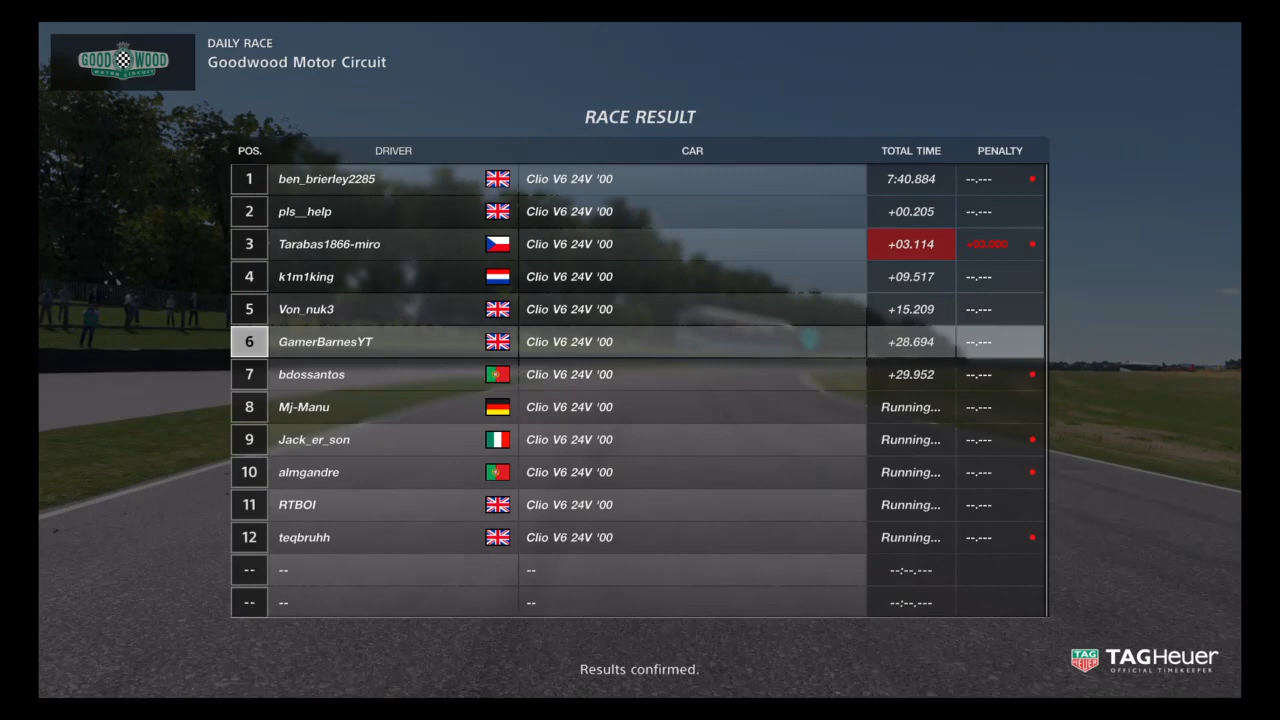 GOOD WOOD
MOTOR CIRCUIT
DAILY RACE
Goodwood Motor Circuit
RACE RESULT
POS. DRIVER CAR TOTAL TIME PENALTY
1 ben_brierley2285 Clio V6 24V '00 7:40.884 --.---
2 pls__help Clio V6 24V '00 +00.205 --.---
3 Tarabas1866-miro Clio V6 24V '00 +03.114 +03.000
4 k1m1king Clio V6 24V '00 +09.517 --.---
5 Von_nuk3 Clio V6 24V '00 +15.209 --.---
6 GamerBarnesYT Clio V6 24V '00 +28.694 --.---
7 bdossantos Clio V6 24V '00 +29.952 --.---
8 Mj-Manu Clio V6 24V '00 Running... --.---
9 Jack_er_son Clio V6 24V '00 Running... --.---
10 almgandre Clio V6 24V '00 Running... --.---
11 RTBOI Clio V6 24V '00 Running... --.---
12 teqbruhh Clio V6 24V '00 Running... --.---
-- -- -- --:--.---
-- -- -- --:--.---
Results confirmed.
TAG HEUER TAGHeuer
OFFICIAL TIMEKEEPER